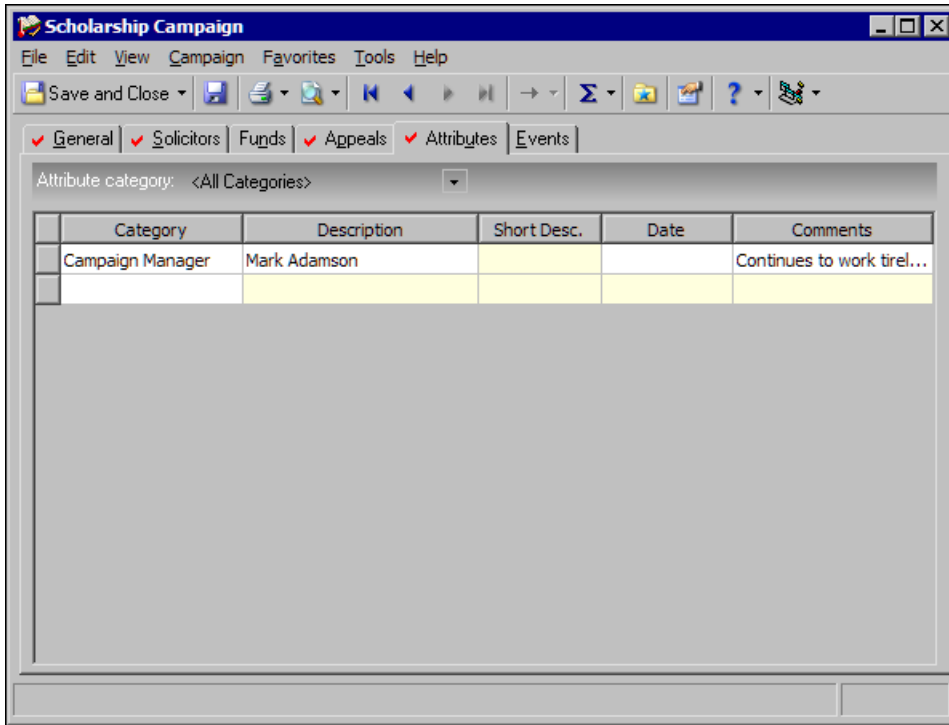 Scholarship Campaign
File Edit View Campaign Favorites Tools Help
Save and Close Σ ?
General Solicitors Funds Appeals Attributes Events
Attribute category: <All Categories>
Category Description Short Desc. Date Comments
Campaign Manager Mark Adamson Continues to work tirel...